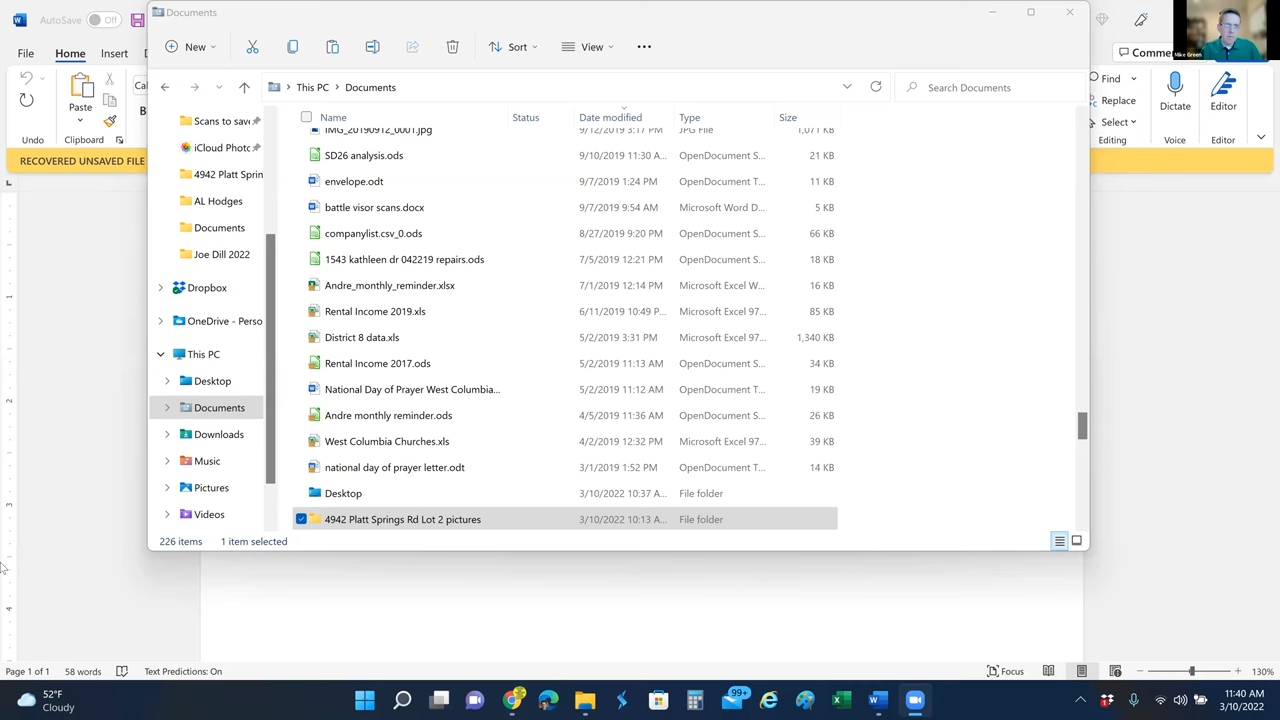 AutoSave Off
Documents
Mike Green
File Home Insert
Comme
New Sort View
This PC Documents
Search Documents
Find
Replace
Select
Paste
Cal
B
Undo Clipboard
Editing
Dictate
Voice
Editor
Editor
RECOVERED UNSAVED FILE
Name Status Date modified Type Size
Scans to save
iCloud Photo
4942 Platt Sprin
AL Hodges
Documents
Joe Dill 2022
Dropbox
OneDrive - Perso
This PC
Desktop
Documents
Downloads
Music
Pictures
Videos
IMG_20190912_0001.jpg 9/12/2019 3:17 PM JPG File 1,071 KB
SD26 analysis.ods 9/10/2019 11:30 A... OpenDocument S... 21 KB
envelope.odt 9/7/2019 1:24 PM OpenDocument T... 11 KB
battle visor scans.docx 9/7/2019 9:54 AM Microsoft Word D... 5 KB
companylist.csv_0.ods 8/27/2019 9:20 PM OpenDocument S... 66 KB
1543 kathleen dr 042219 repairs.ods 7/5/2019 12:21 PM OpenDocument S... 18 KB
Andre_monthly_reminder.xlsx 7/1/2019 12:14 PM Microsoft Excel W... 16 KB
Rental Income 2019.xls 6/11/2019 10:49 P... Microsoft Excel 97... 85 KB
District 8 data.xls 5/2/2019 3:31 PM Microsoft Excel 97... 1,340 KB
Rental Income 2017.ods 5/2/2019 11:13 AM OpenDocument S... 34 KB
National Day of Prayer West Columbia... 5/2/2019 11:12 AM OpenDocument T... 19 KB
Andre monthly reminder.ods 4/5/2019 11:36 AM OpenDocument S... 26 KB
West Columbia Churches.xls 4/2/2019 12:32 PM Microsoft Excel 97... 39 KB
national day of prayer letter.odt 3/1/2019 1:52 PM OpenDocument T... 14 KB
Desktop 3/10/2022 10:37 A... File folder
4942 Platt Springs Rd Lot 2 pictures 3/10/2022 10:13 A... File folder
226 items 1 item selected
1
2
3
4
Page 1 of 1 58 words Text Predictions: On Focus 130%
52°F
Cloudy
99+
11:40 AM
3/10/2022